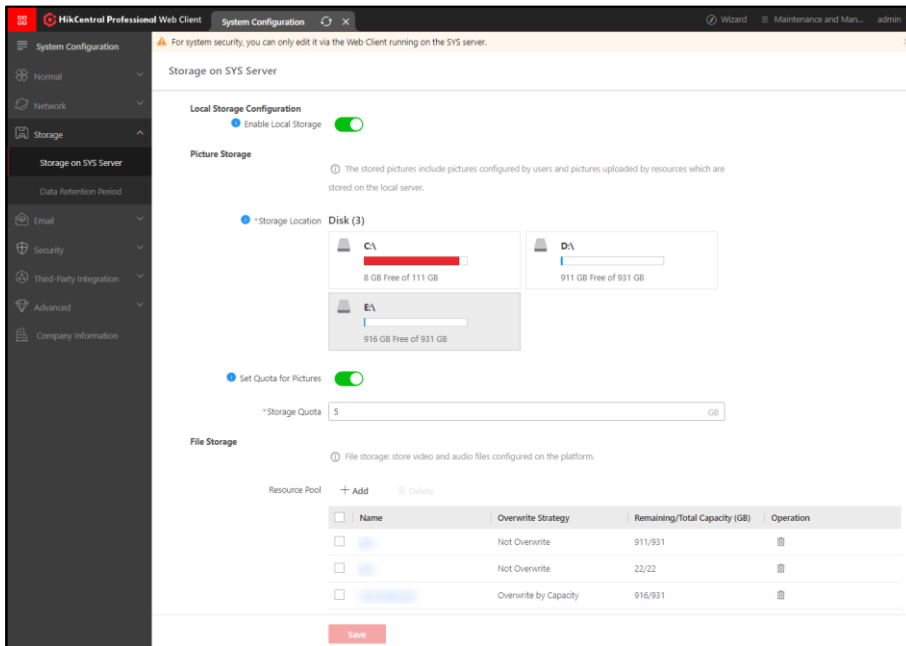 HikCentral Professional Web Client
System Configuration
Wizard
Maintenance and Man...
admin
System Configuration
Normal
Network
Storage
Storage on SYS Server
Data Retention Period
Email
Security
Third-Party Integration
Advanced
Company Information
For system security, you can only edit it via the Web Client running on the SYS server.
Storage on SYS Server
Local Storage Configuration
Enable Local Storage
Picture Storage
The stored pictures include pictures configured by users and pictures uploaded by resources which are
stored on the local server.
*Storage Location Disk (3)
C:\
8 GB Free of 111 GB
D:\
911 GB Free of 931 GB
E:\
916 GB Free of 931 GB
Set Quota for Pictures
*Storage Quota 5 GB
File Storage
File storage: store video and audio files configured on the platform.
Resource Pool + Add Delete
Name Overwrite Strategy Remaining/Total Capacity (GB) Operation
Not Overwrite 911/931
Not Overwrite 22/22
Overwrite by Capacity 916/931
Save